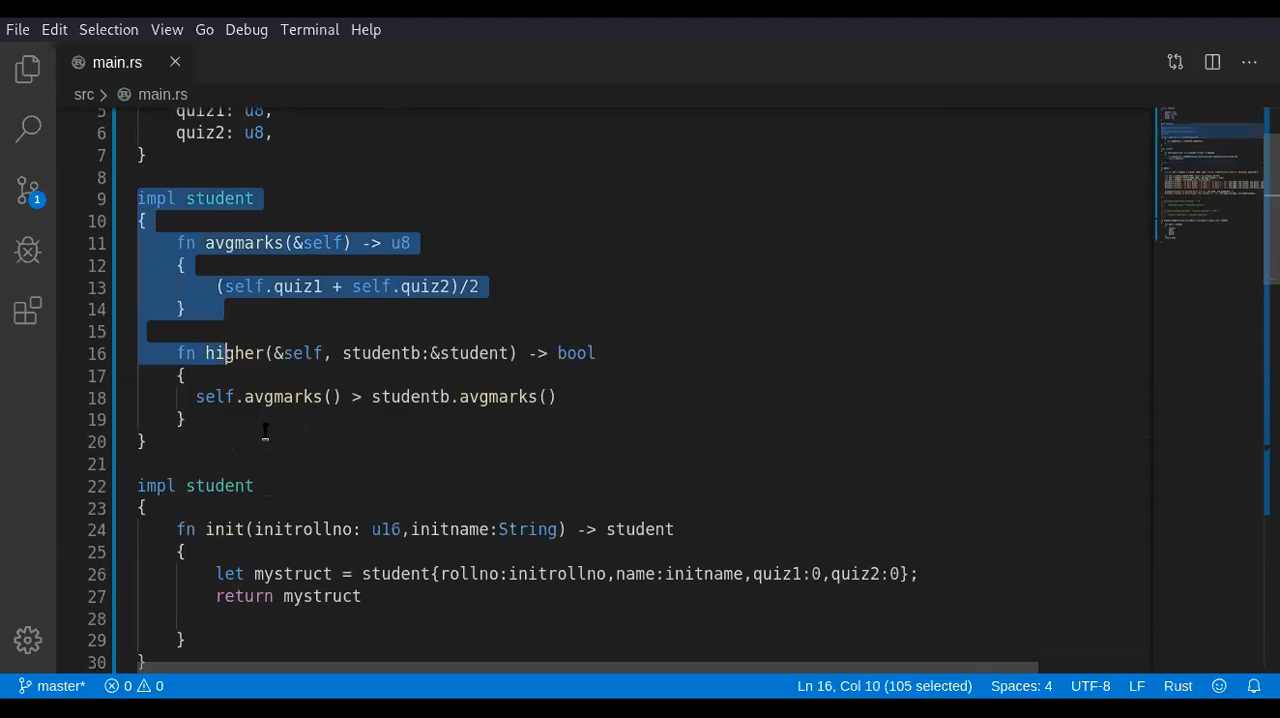 File Edit Selection View Go Debug Terminal Help
main.rs
src > main.rs
5 quiz1: u8,
6 quiz2: u8,
7 }
8
9 impl student
10 {
11 fn avgmarks(&self) -> u8
12 {
13 (self.quiz1 + self.quiz2)/2
14 }
15
16 fn higher(&self, studentb:&student) -> bool
17 {
18 self.avgmarks() > studentb.avgmarks()
19 }
20 }
21
22 impl student
23 {
24 fn init(initrollno: u16,initname:String) -> student
25 {
26 let mystruct = student{rollno:initrollno,name:initname,quiz1:0,quiz2:0};
27 return mystruct
28
29 }
30 }
1
master* 0 0 Ln 16, Col 10 (105 selected) Spaces: 4 UTF-8 LF Rust